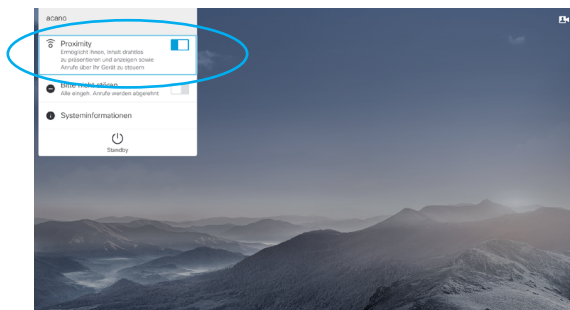 acano
Proximity
Ermöglicht Ihnen, Inhalt drahtlos
zu präsentieren und anzeigen sowie
Anrufe über Ihr Gerät zu steuern
Bitte nicht stören
Alle eingeh. Anrufe werden abgelehnt
Systeminformationen
Standby